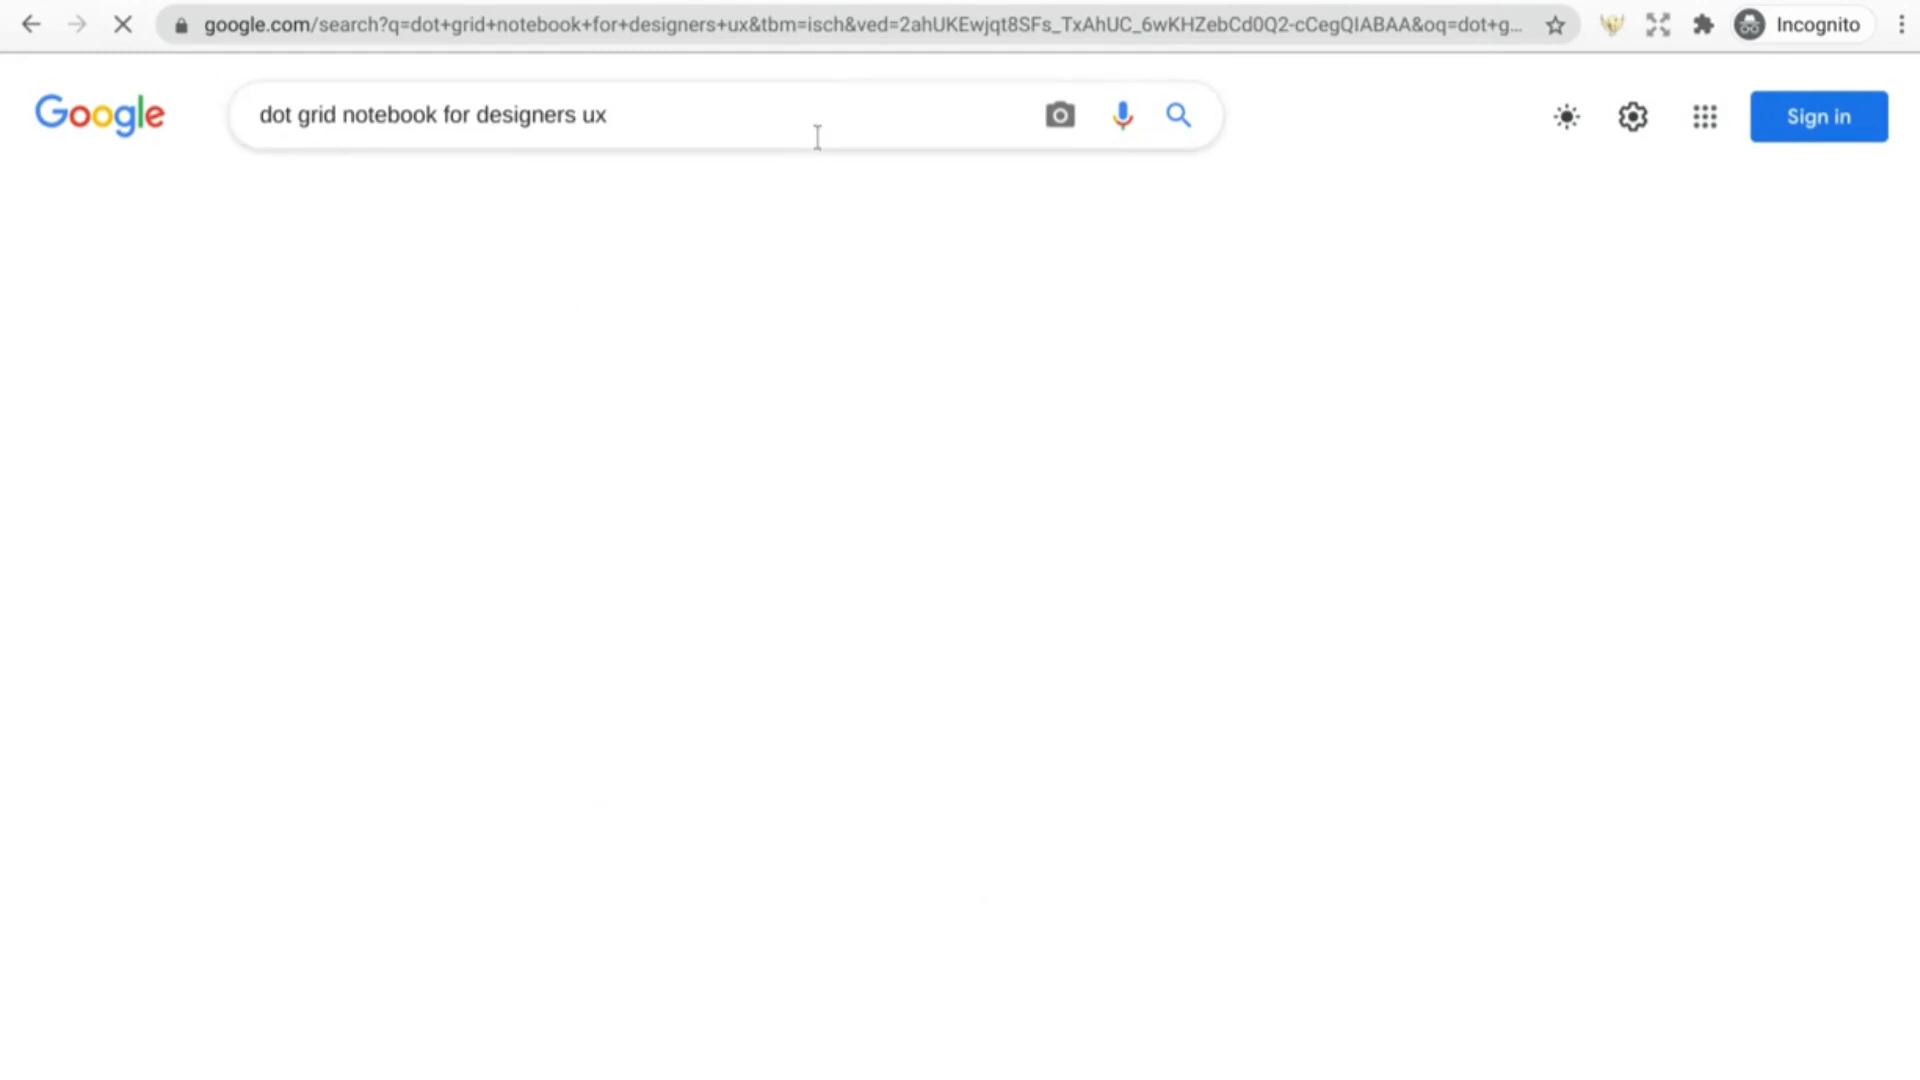 google.com/search?q=dot+grid+notebook+for+designers+ux&tbm=isch&ved=2ahUKEwjqt8SFs_TxAhUC_6wKHZebCd0Q2-cCegQIABAA&oq=dot+g...
Incognito
Google
dot grid notebook for designers ux
Sign in